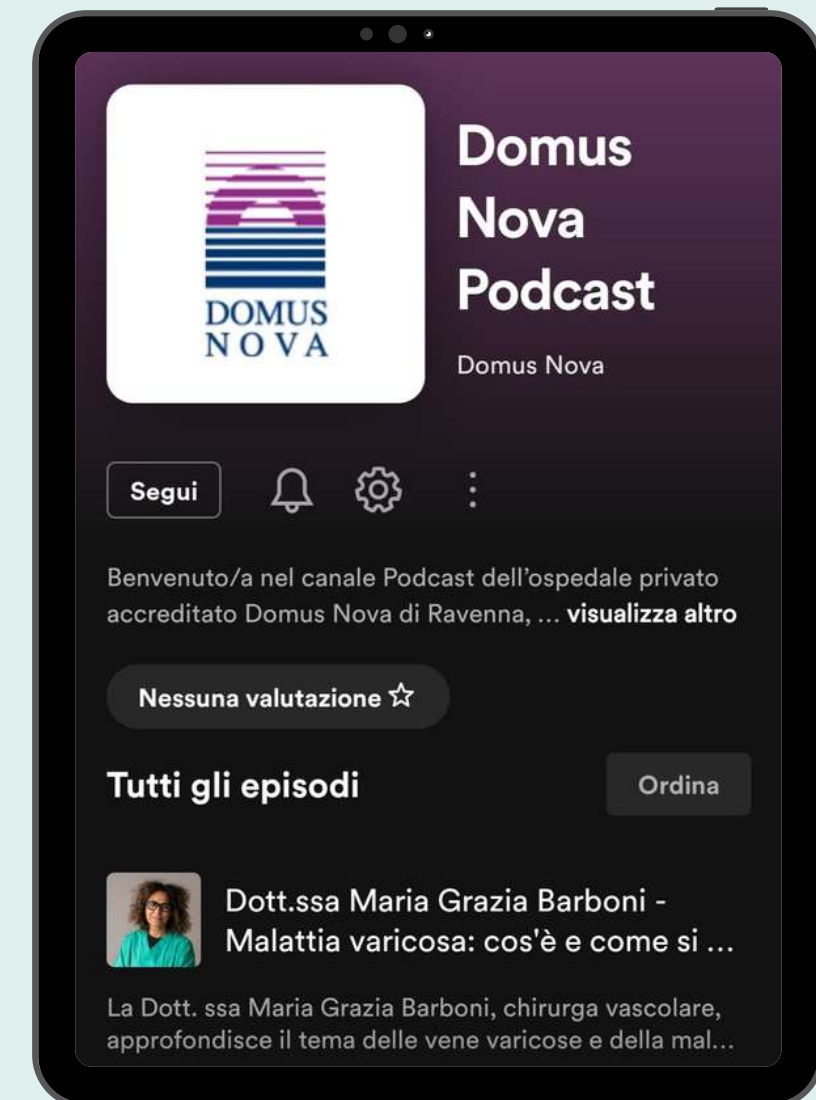 DOMUS
NOVA
Domus
Nova
Podcast
Domus Nova
Segui
Benvenuto/a nel canale Podcast dell’ospedale privato
accreditato Domus Nova di Ravenna, … visualizza altro
Nessuna valutazione
Tutti gli episodi
Ordina
Dott.ssa Maria Grazia Barboni -
Malattia varicosa: cos'è e come si …
La Dott. ssa Maria Grazia Barboni, chirurga vascolare,
approfondisce il tema delle vene varicose e della mal…